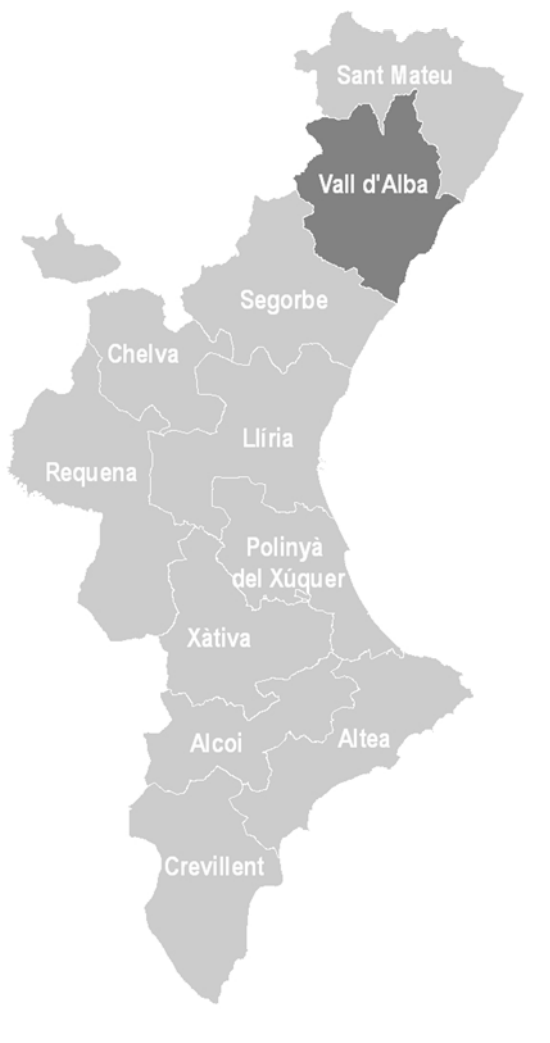 Sant Mateu
Vall d'Alba
Segorbe
Chelva
Llíria
Requena
Polinyà
del Xúquer
Xàtiva
Alcoi
Altea
Crevillent